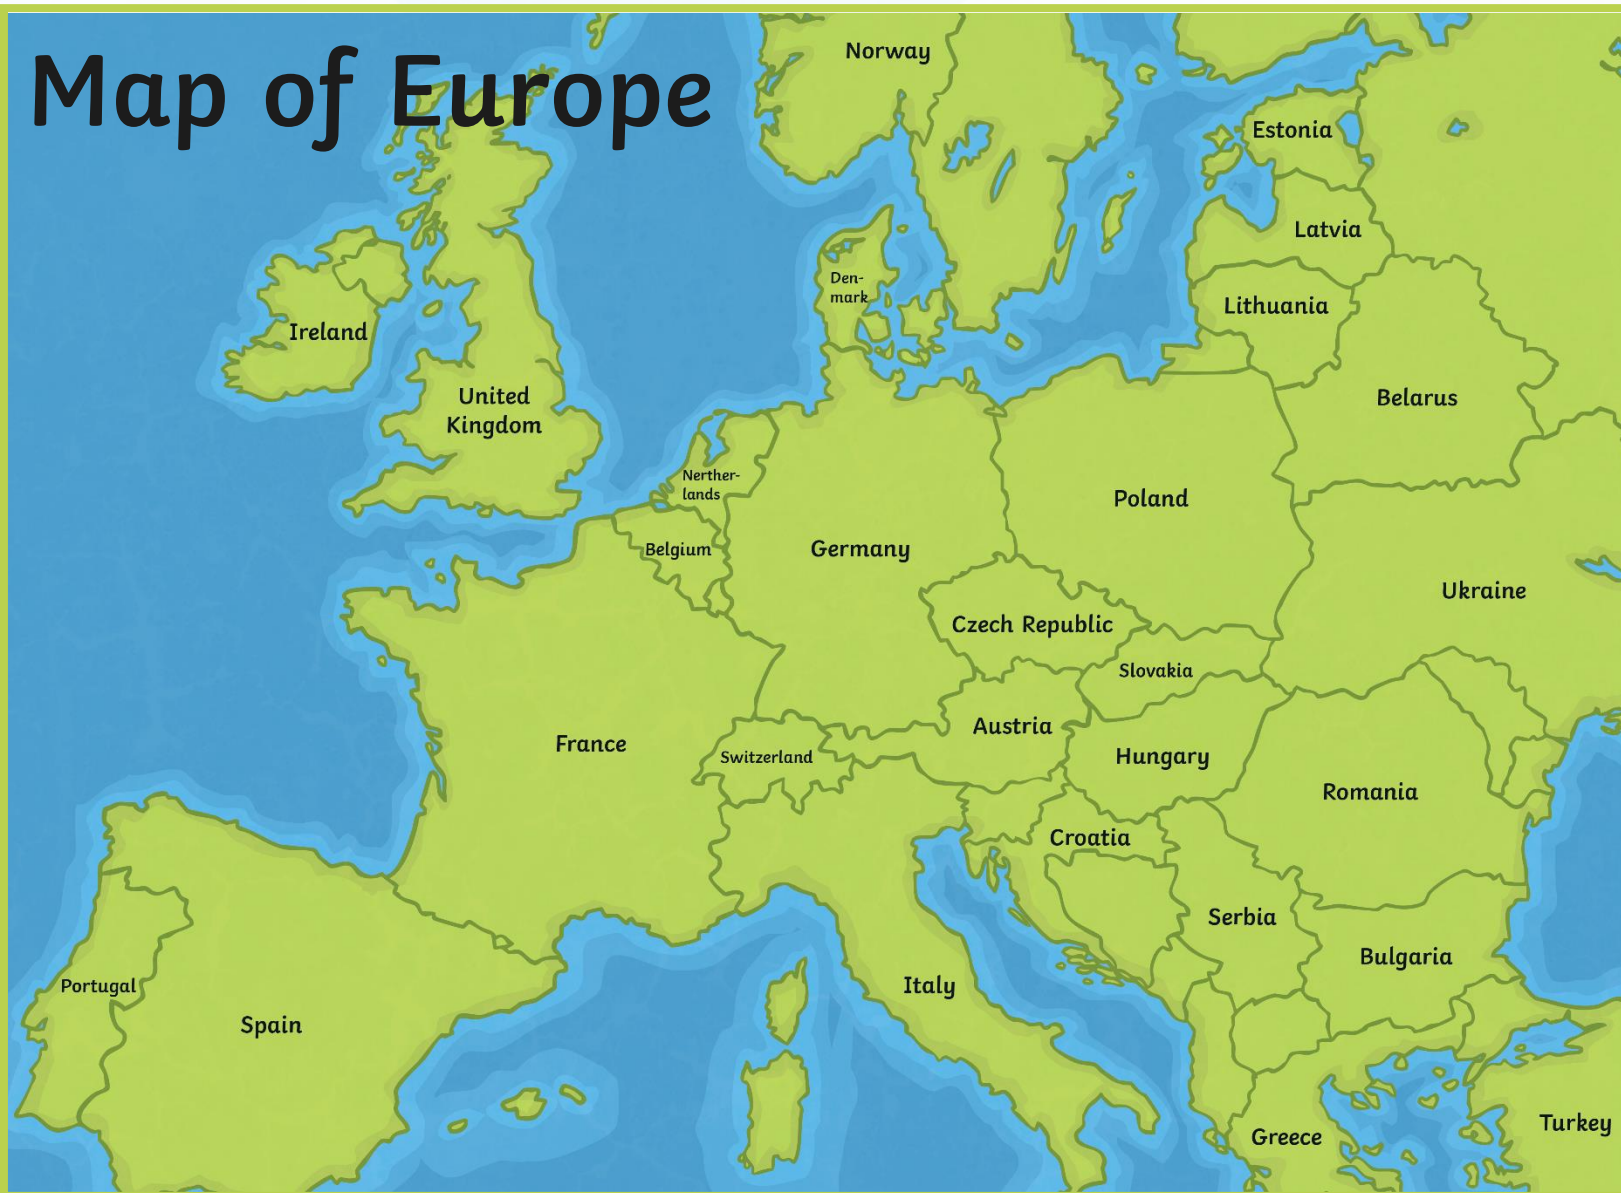 Map of Europe
Norway
Estonia
Latvia
Den-
mark
Lithuania
Ireland
United
Kingdom
Belarus
Nerther-
lands
Poland
Belgium
Germany
Ukraine
Czech Republic
Slovakia
Austria
France
Switzerland
Hungary
Romania
Croatia
Serbia
Bulgaria
Portugal
Italy
Spain
Turkey
Greece